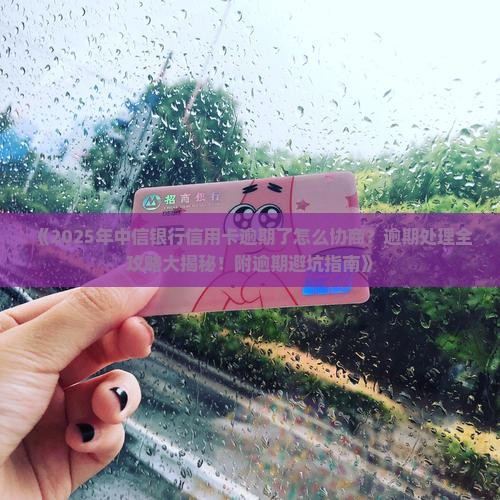 招商银行
《2025年中信银行信用卡逾期了怎么协商？逾期处理全
攻略大揭秘！附逾期避坑指南》